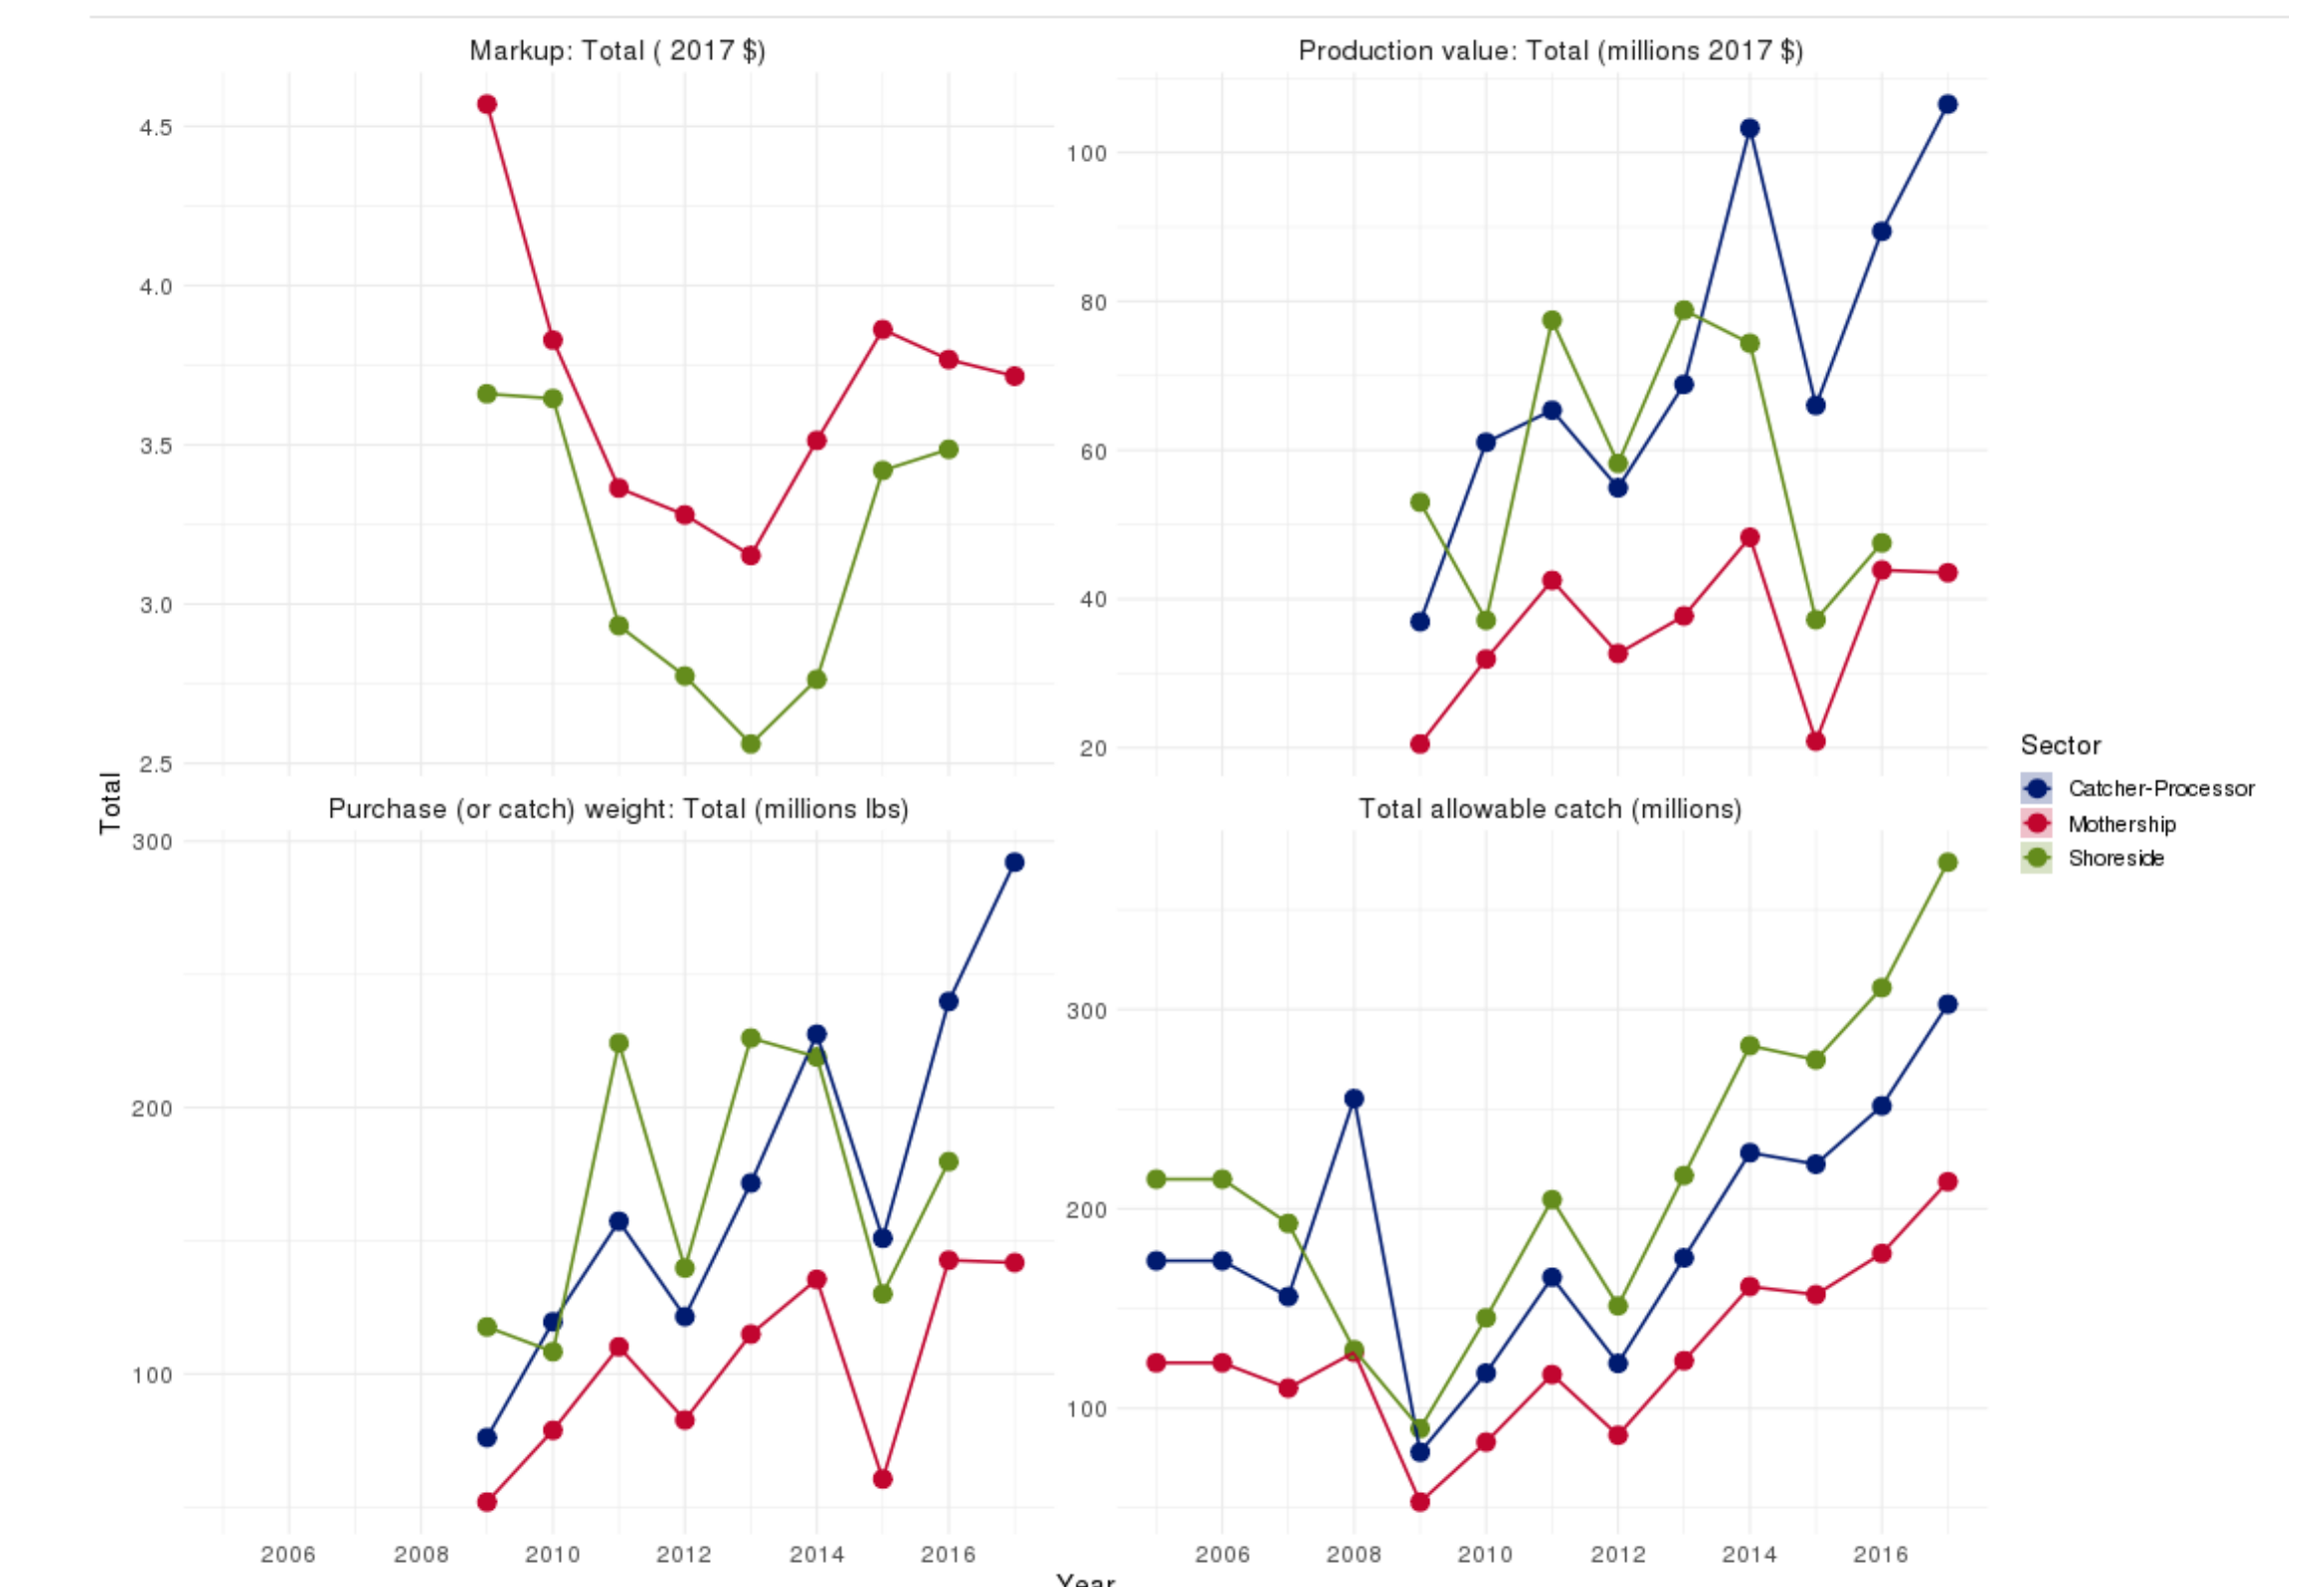 Markup: Total ( 2017 $)
Production value: Total (millions 2017 $)
4.5
4.0
3.5
3.0
2.5
100
80
60
40
20
Total
Purchase (or catch) weight: Total (millions lbs)
Total allowable catch (millions)
300
200
100
300
200
100
2006 2008 2010 2012 2014 2016
2006 2008 2010 2012 2014 2016
Year
Sector
Catcher-Processor
Mothership
Shoreside